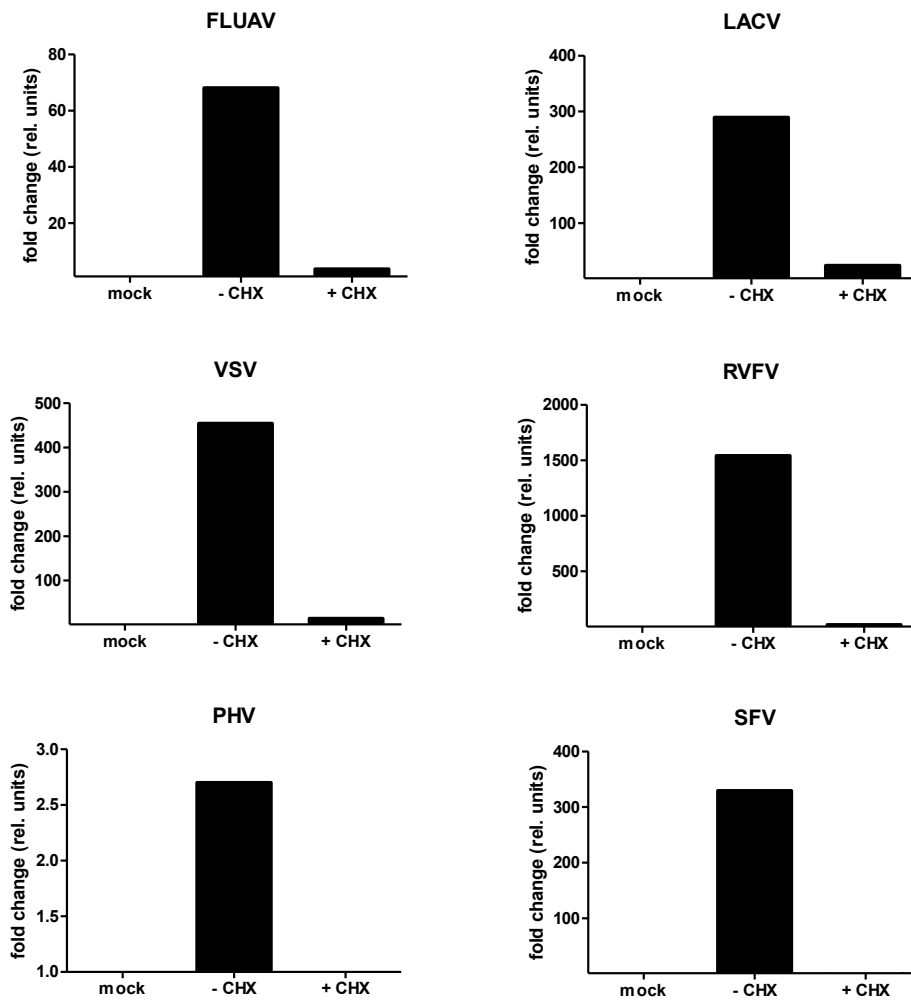 FLUAV
fold change (rel. units)
80
60
40
20
mock
- CHX
+ CHX
LACV
fold change (rel. units)
400
300
200
100
mock
- CHX
+ CHX
VSV
fold change (rel. units)
500
400
300
200
100
mock
- CHX
+ CHX
RVFV
fold change (rel. units)
2000
1500
1000
500
mock
- CHX
+ CHX
PHV
fold change (rel. units)
3.0
2.5
2.0
1.5
1.0
mock
- CHX
+ CHX
SFV
fold change (rel. units)
400
300
200
100
mock
- CHX
+ CHX